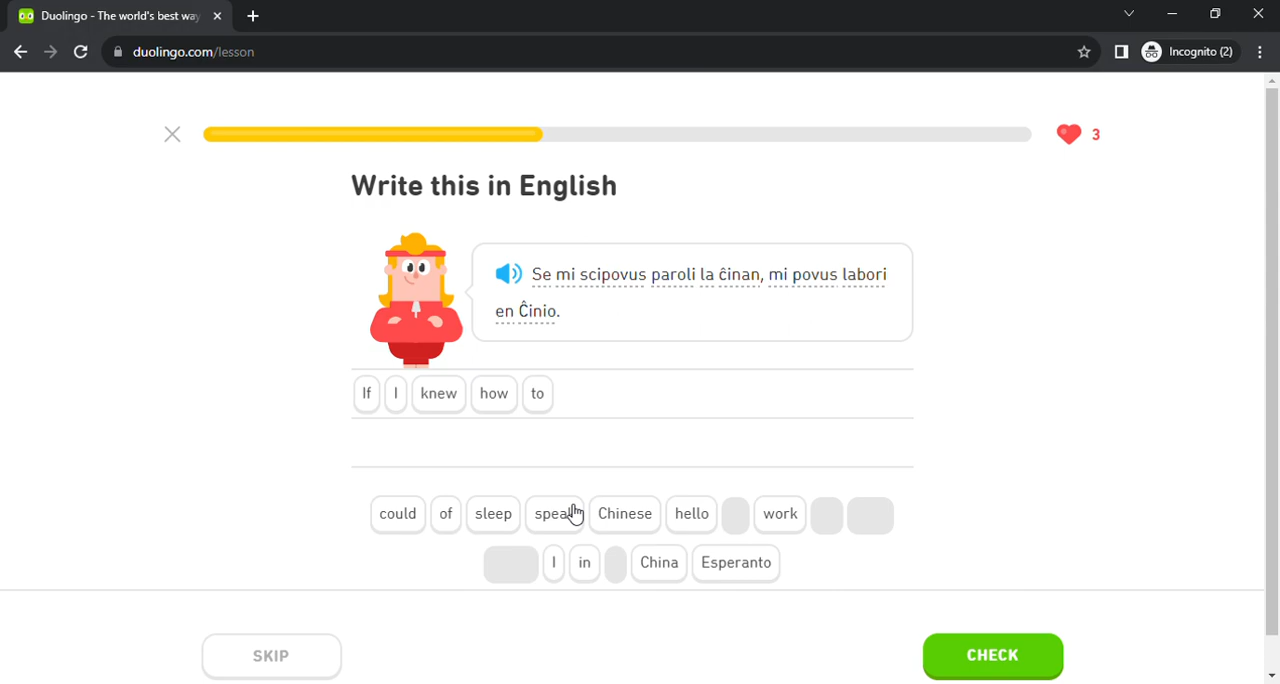 Duolingo - The world's best way
duolingo.com/lesson
Incognito (2)
3
Write this in English
Se mi scipovus paroli la ĉinan, mi povus labori
en Ĉinio.
If I knew how to
could of sleep speak Chinese hello work
I in China Esperanto
SKIP
CHECK